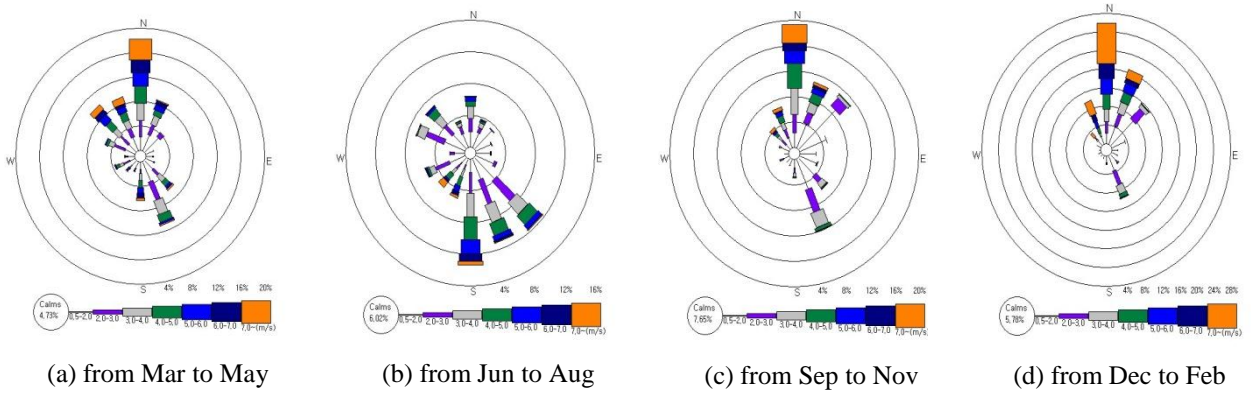 N
W
E
S
4%
8%
12%
16%
20%
Calms
4.73%
0.5-2.0
2.0-3.0
3.0-4.0
4.0-5.0
5.0-6.0
6.0-7.0
7.0~(m/s)
(a) from Mar to May
N
W
E
S
4%
8%
12%
16%
Calms
6.02%
0.5-2.0
2.0-3.0
3.0-4.0
4.0-5.0
5.0-6.0
6.0-7.0
7.0~(m/s)
(b) from Jun to Aug
N
W
E
S
4%
8%
12%
16%
20%
Calms
7.65%
0.5-2.0
2.0-3.0
3.0-4.0
4.0-5.0
5.0-6.0
6.0-7.0
7.0~(m/s)
(c) from Sep to Nov
N
W
E
S
4%
8%
12%
16%
20%
24%
28%
Calms
5.78%
0.5-2.0
2.0-3.0
3.0-4.0
4.0-5.0
5.0-6.0
6.0-7.0
7.0~(m/s)
(d) from Dec to Feb